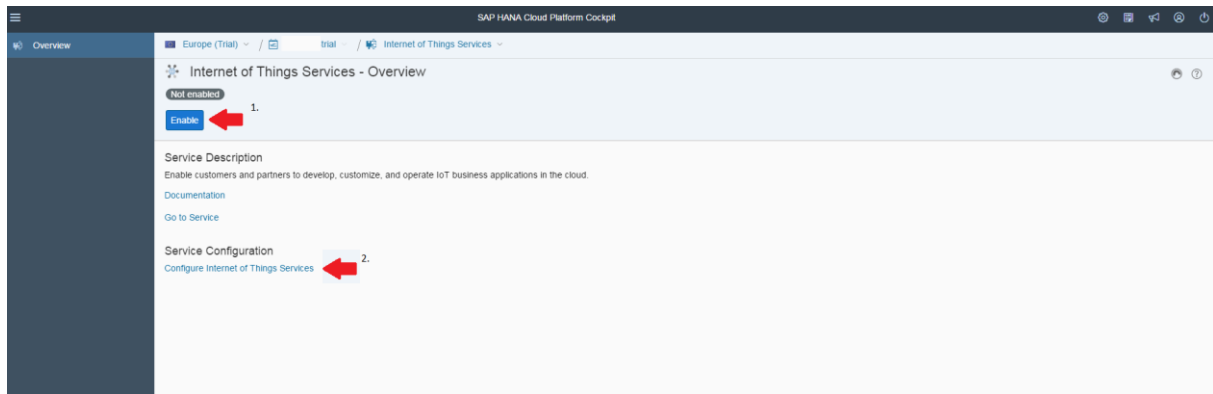 SAP HANA Cloud Platform Cockpit
Overview
Europe (Trial) / trial / Internet of Things Services
Internet of Things Services - Overview
Not enabled
1.
Enable
Service Description
Enable customers and partners to develop, customize, and operate IoT business applications in the cloud.
Documentation
Go to Service
Service Configuration
2.
Configure Internet of Things Services